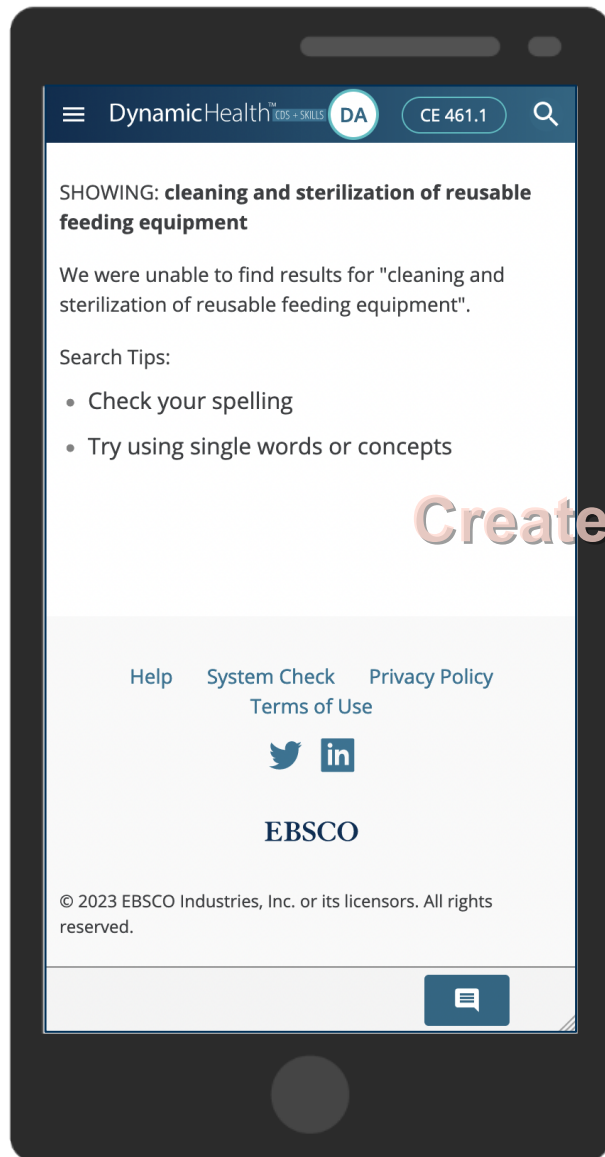 DynamicHealth™ CDS + SKILLS DA CE 461.1
SHOWING: cleaning and sterilization of reusable
feeding equipment
We were unable to find results for "cleaning and
sterilization of reusable feeding equipment".
Search Tips:
• Check your spelling
• Try using single words or concepts
Create
Help System Check Privacy Policy
Terms of Use
in
EBSCO
© 2023 EBSCO Industries, Inc. or its licensors. All rights
reserved.